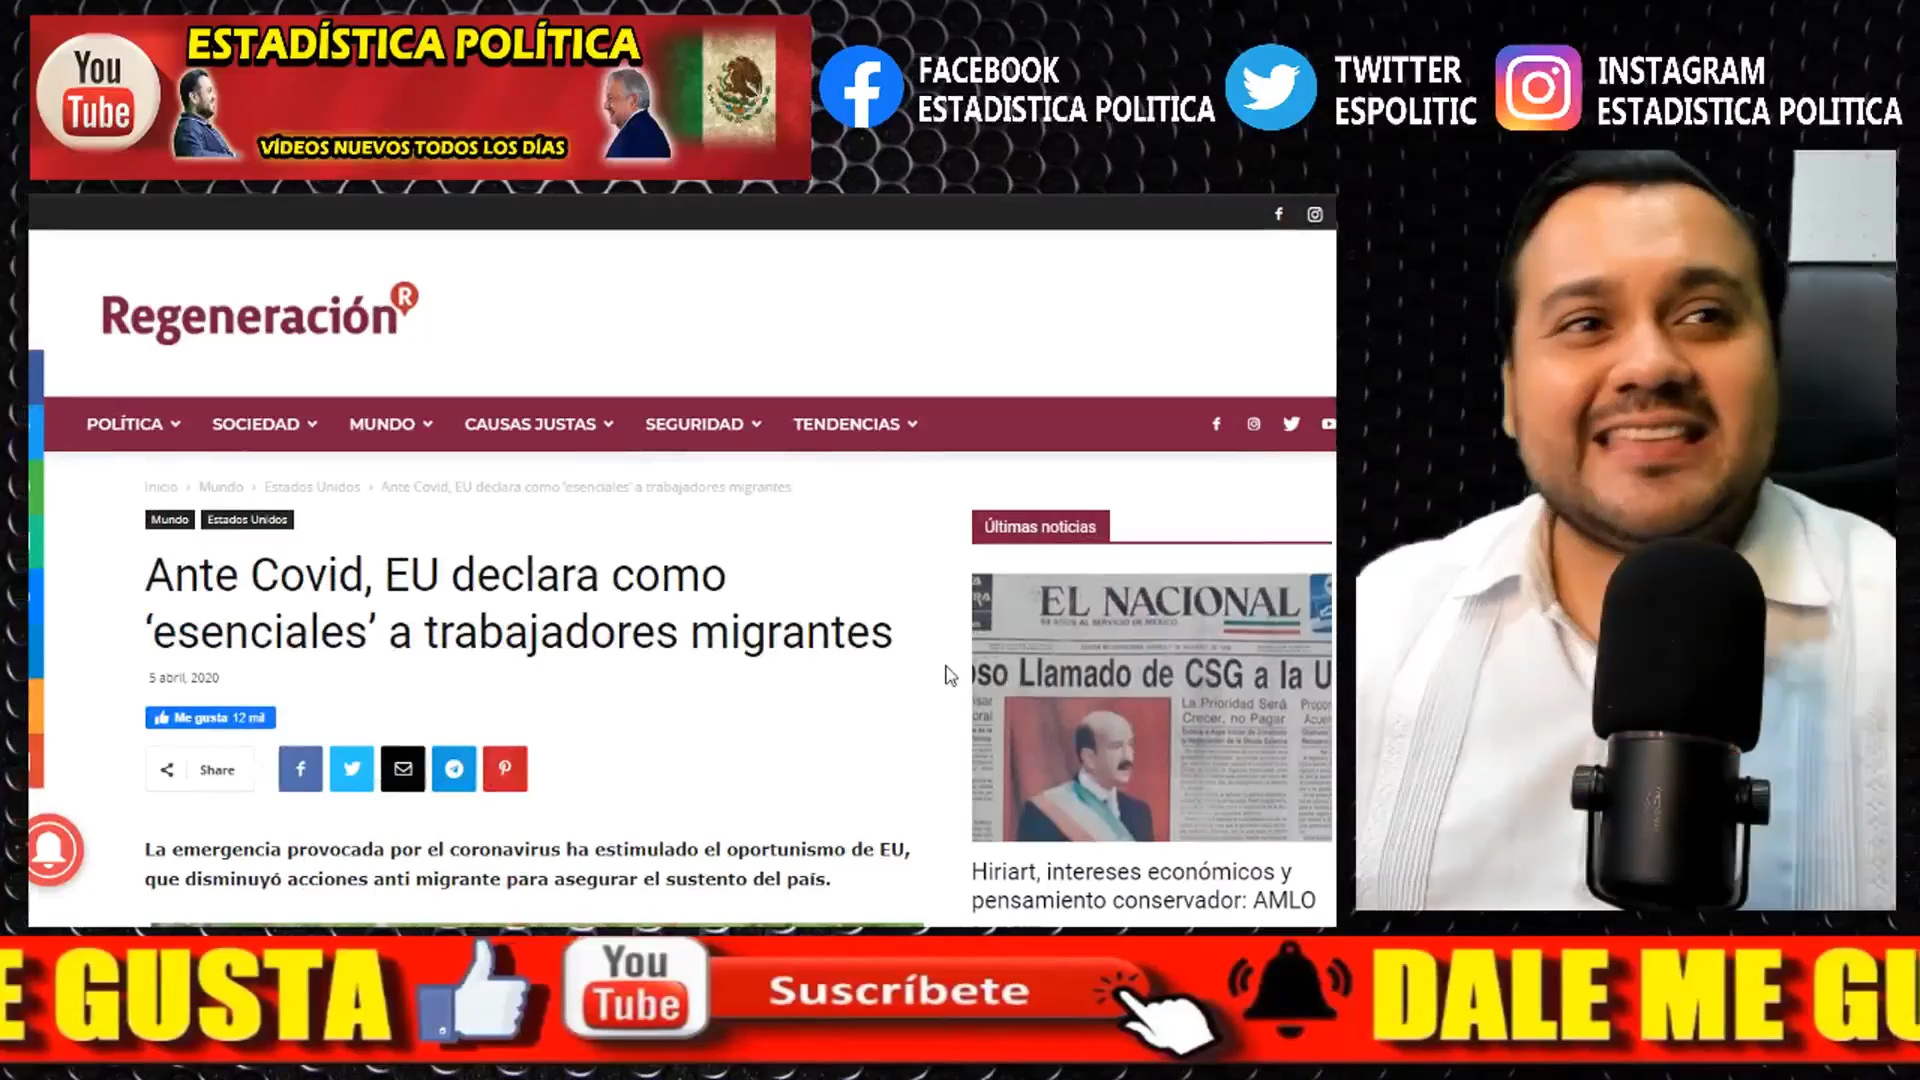 You
Tube
ESTADÍSTICA POLÍTICA
VÍDEOS NUEVOS TODOS LOS DÍAS
FACEBOOK
ESTADISTICA POLITICA
TWITTER
ESPOLITIC
INSTAGRAM
ESTADISTICA POLITICA
Regeneración R
POLÍTICA
SOCIEDAD
MUNDO
CAUSAS JUSTAS
SEGURIDAD
TENDENCIAS
Inicio › Mundo › Estados Unidos › Ante Covid, EU declara como ‘esenciales’ a trabajadores migrantes
Mundo
Estados Unidos
Ante Covid, EU declara como
‘esenciales’ a trabajadores migrantes
5 abril, 2020
Me gusta 12 mil
Share
La emergencia provocada por el coronavirus ha estimulado el oportunismo de EU,
que disminuyó acciones anti migrante para asegurar el sustento del país.
Últimas noticias
EL NACIONAL
oso Llamado de CSG a la U
La Prioridad Será
Crecer, no Pagar
Hiriart, intereses económicos y
pensamiento conservador: AMLO
E GUSTA
You
Tube
Suscríbete
DALE ME GU